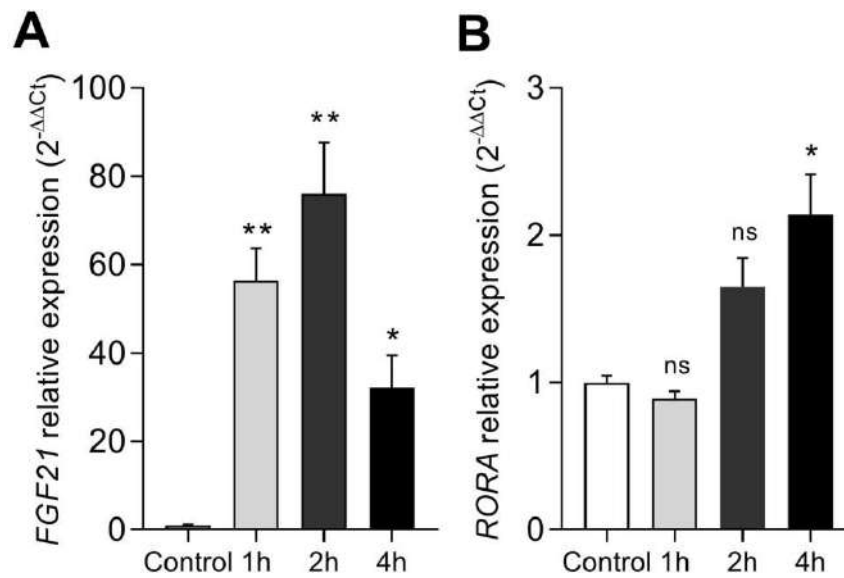 A
FGF21 relative expression (2^-ΔΔCt)
100
80
60
40
20
0
**
**
*
Control 1h 2h 4h
B
RORA relative expression (2^-ΔΔCt)
3
2
1
0
ns
ns
*
Control 1h 2h 4h